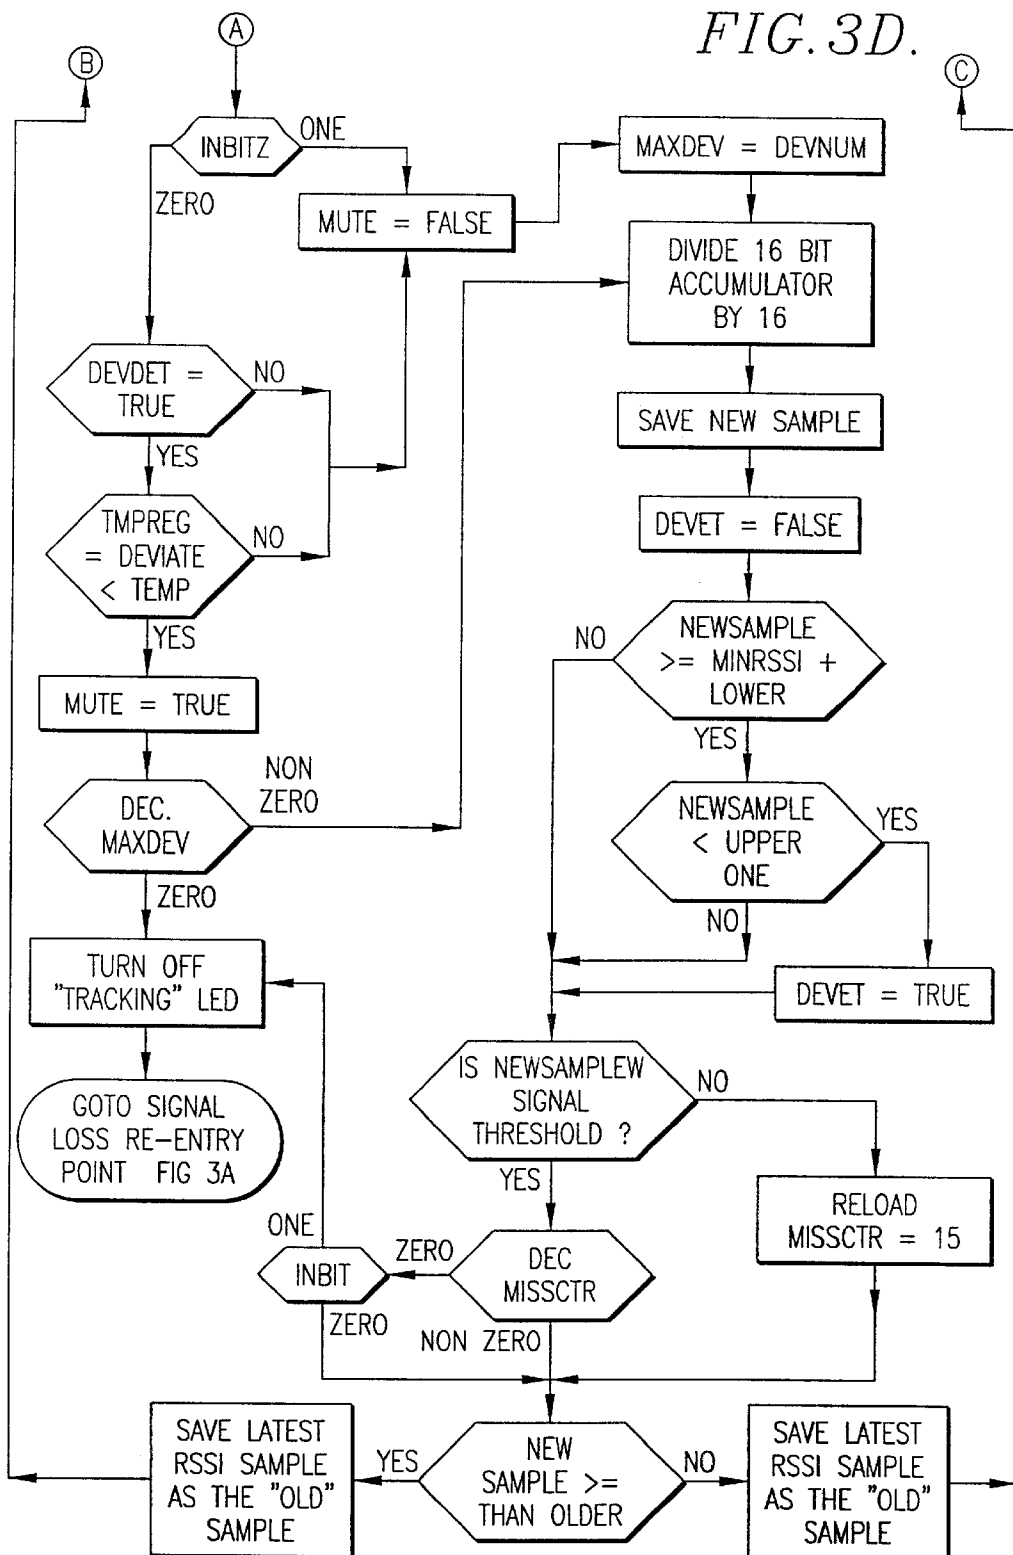 FIG. 3D.
A
B
C
INBITZ
ONE
ZERO
MUTE = FALSE
MAXDEV = DEVNUM
DIVIDE 16 BIT
ACCUMULATOR
BY 16
DEVDET =
TRUE
NO
YES
SAVE NEW SAMPLE
TMPREG
= DEVIATE
< TEMP
NO
YES
DEVET = FALSE
MUTE = TRUE
NEWSAMPLE
>= MINRSSI +
LOWER
NO
YES
DEC.
MAXDEV
NON
ZERO
ZERO
NEWSAMPLE
< UPPER
ONE
YES
NO
TURN OFF
"TRACKING" LED
DEVET = TRUE
GOTO SIGNAL
LOSS RE-ENTRY
POINT FIG 3A
IS NEWSAMPLEW
SIGNAL
THRESHOLD ?
NO
YES
RELOAD
MISSCTR = 15
ONE
INBIT
ZERO
ZERO
DEC
MISSCTR
NON ZERO
SAVE LATEST
RSSI SAMPLE
AS THE "OLD"
SAMPLE
YES
NEW
SAMPLE >=
THAN OLDER
NO
SAVE LATEST
RSSI SAMPLE
AS THE "OLD"
SAMPLE